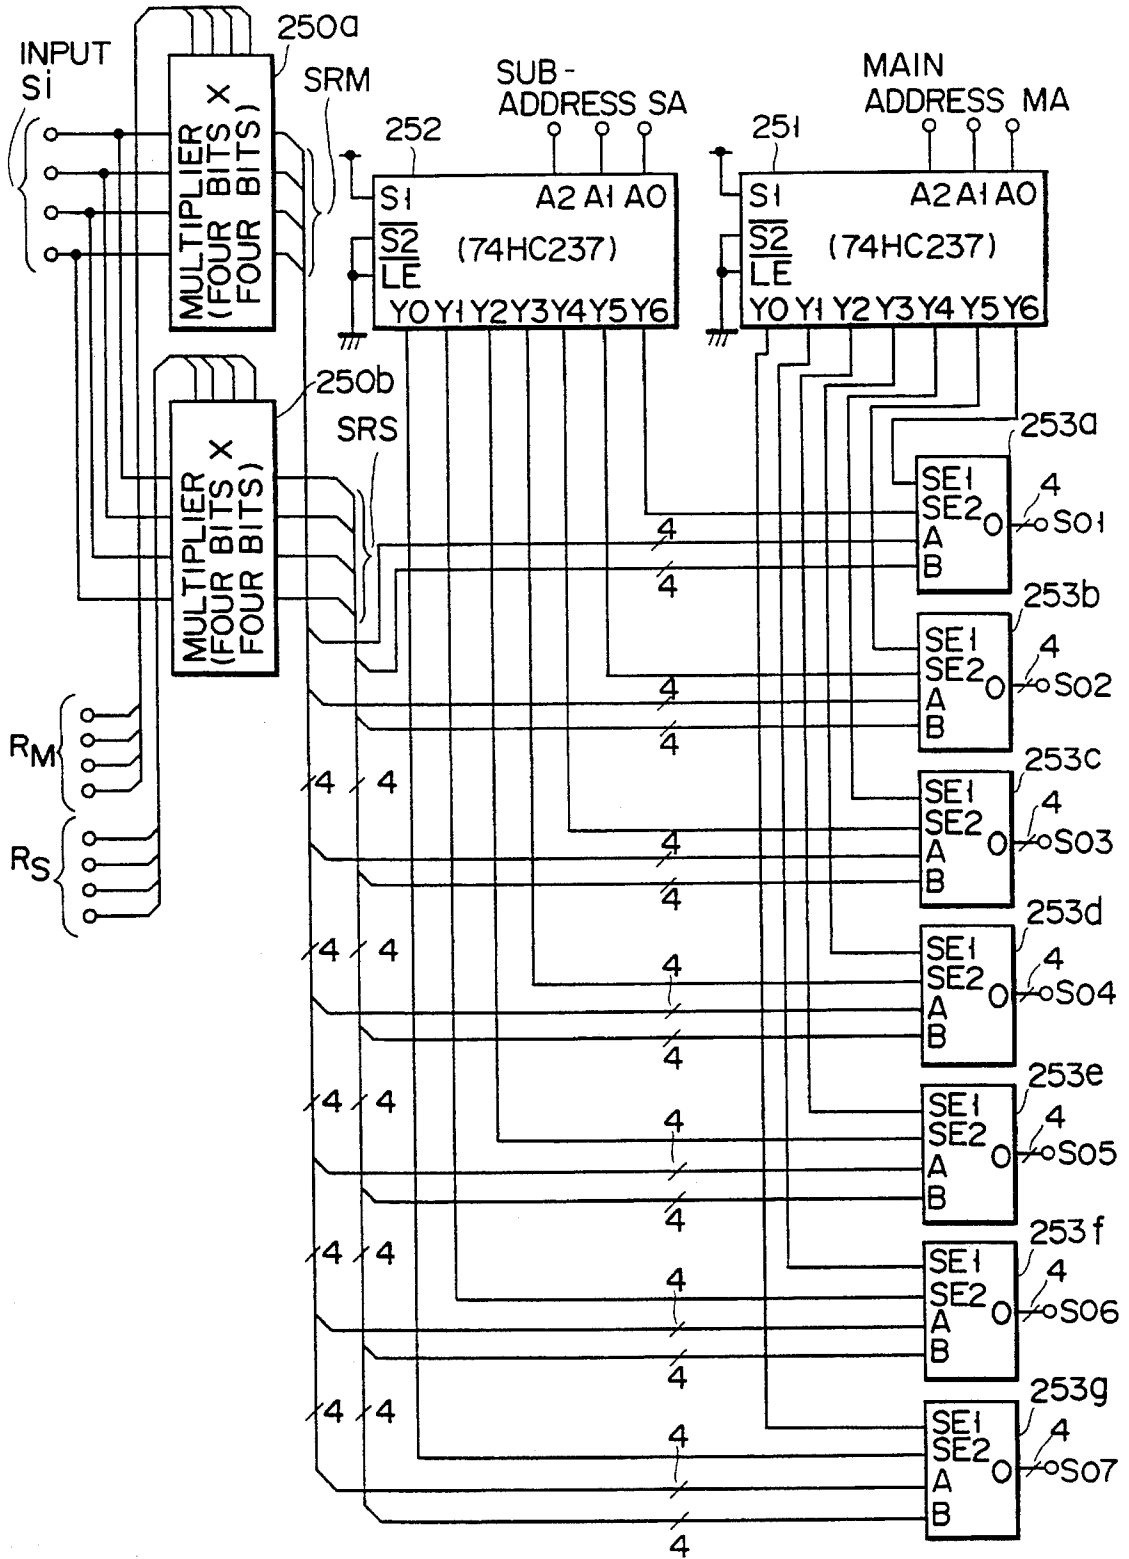 INPUT
Si
250a
SRM
MULTIPLIER
(FOUR BITS X
FOUR BITS)
SUB-
ADDRESS SA
MAIN
ADDRESS MA
252
S1
A2 A1 A0
S2
(74HC237)
LE
Y0 Y1 Y2 Y3 Y4 Y5 Y6
251
S1
A2 A1 A0
S2
(74HC237)
LE
Y0 Y1 Y2 Y3 Y4 Y5 Y6
250b
SRS
MULTIPLIER
(FOUR BITS X
FOUR BITS)
RM
RS
253a
SE1
SE2
A
B
O
4
SO1
4
4
253b
SE1
SE2
A
B
O
4
SO2
4
4
4
4
253c
SE1
SE2
A
B
O
4
SO3
4
4
4
4
253d
SE1
SE2
A
B
O
4
SO4
4
4
4
4
253e
SE1
SE2
A
B
O
4
SO5
4
4
4
4
253f
SE1
SE2
A
B
O
4
SO6
4
4
4
4
253g
SE1
SE2
A
B
O
4
SO7
4
4